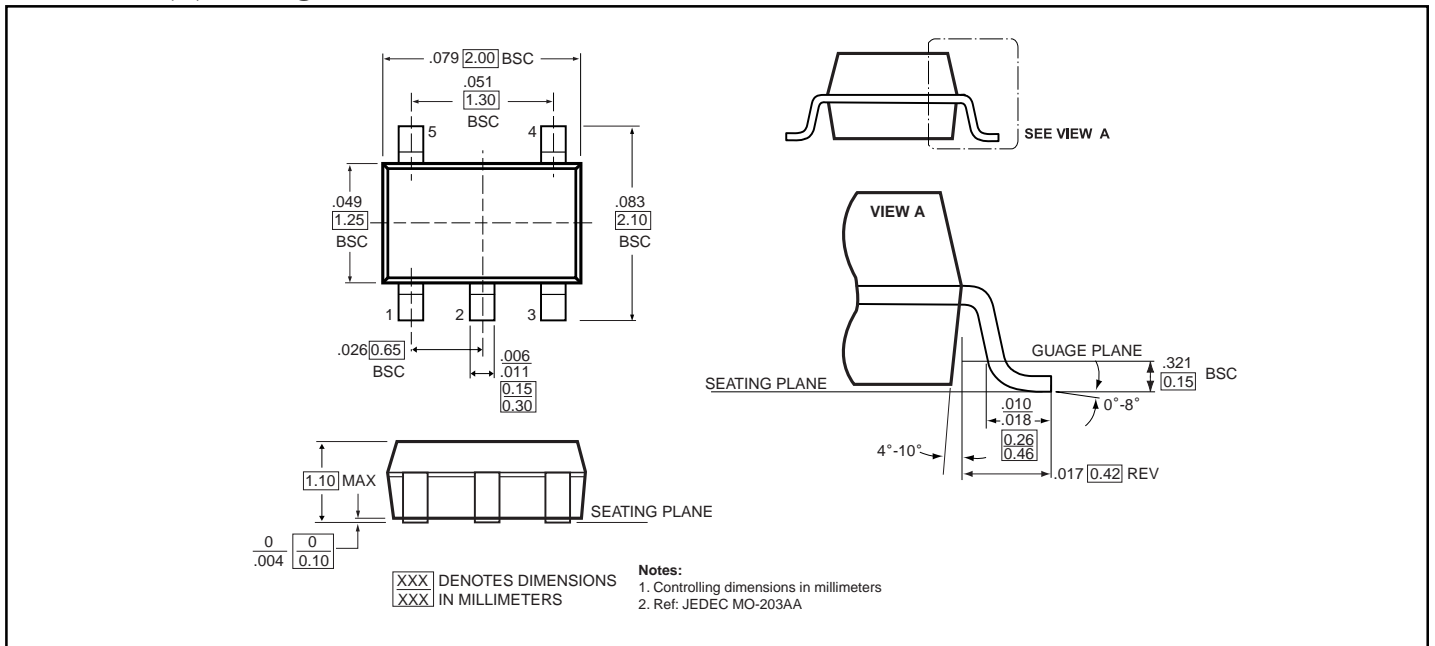 .079 2.00 BSC
.051
1.30
BSC
5
4
.049
1.25
BSC
.083
2.10
BSC
1
2
3
.026 0.65
BSC
.006
.011
0.15
0.30
1.10 MAX
SEATING PLANE
0
.004
0
0.10
XXX DENOTES DIMENSIONS
XXX IN MILLIMETERS
Notes:
1. Controlling dimensions in millimeters
2. Ref: JEDEC MO-203AA
SEE VIEW A
VIEW A
GUAGE PLANE
SEATING PLANE
.321
0.15
BSC
0°-8°
.010
.018
0.26
0.46
4°-10°
.017 0.42 REV